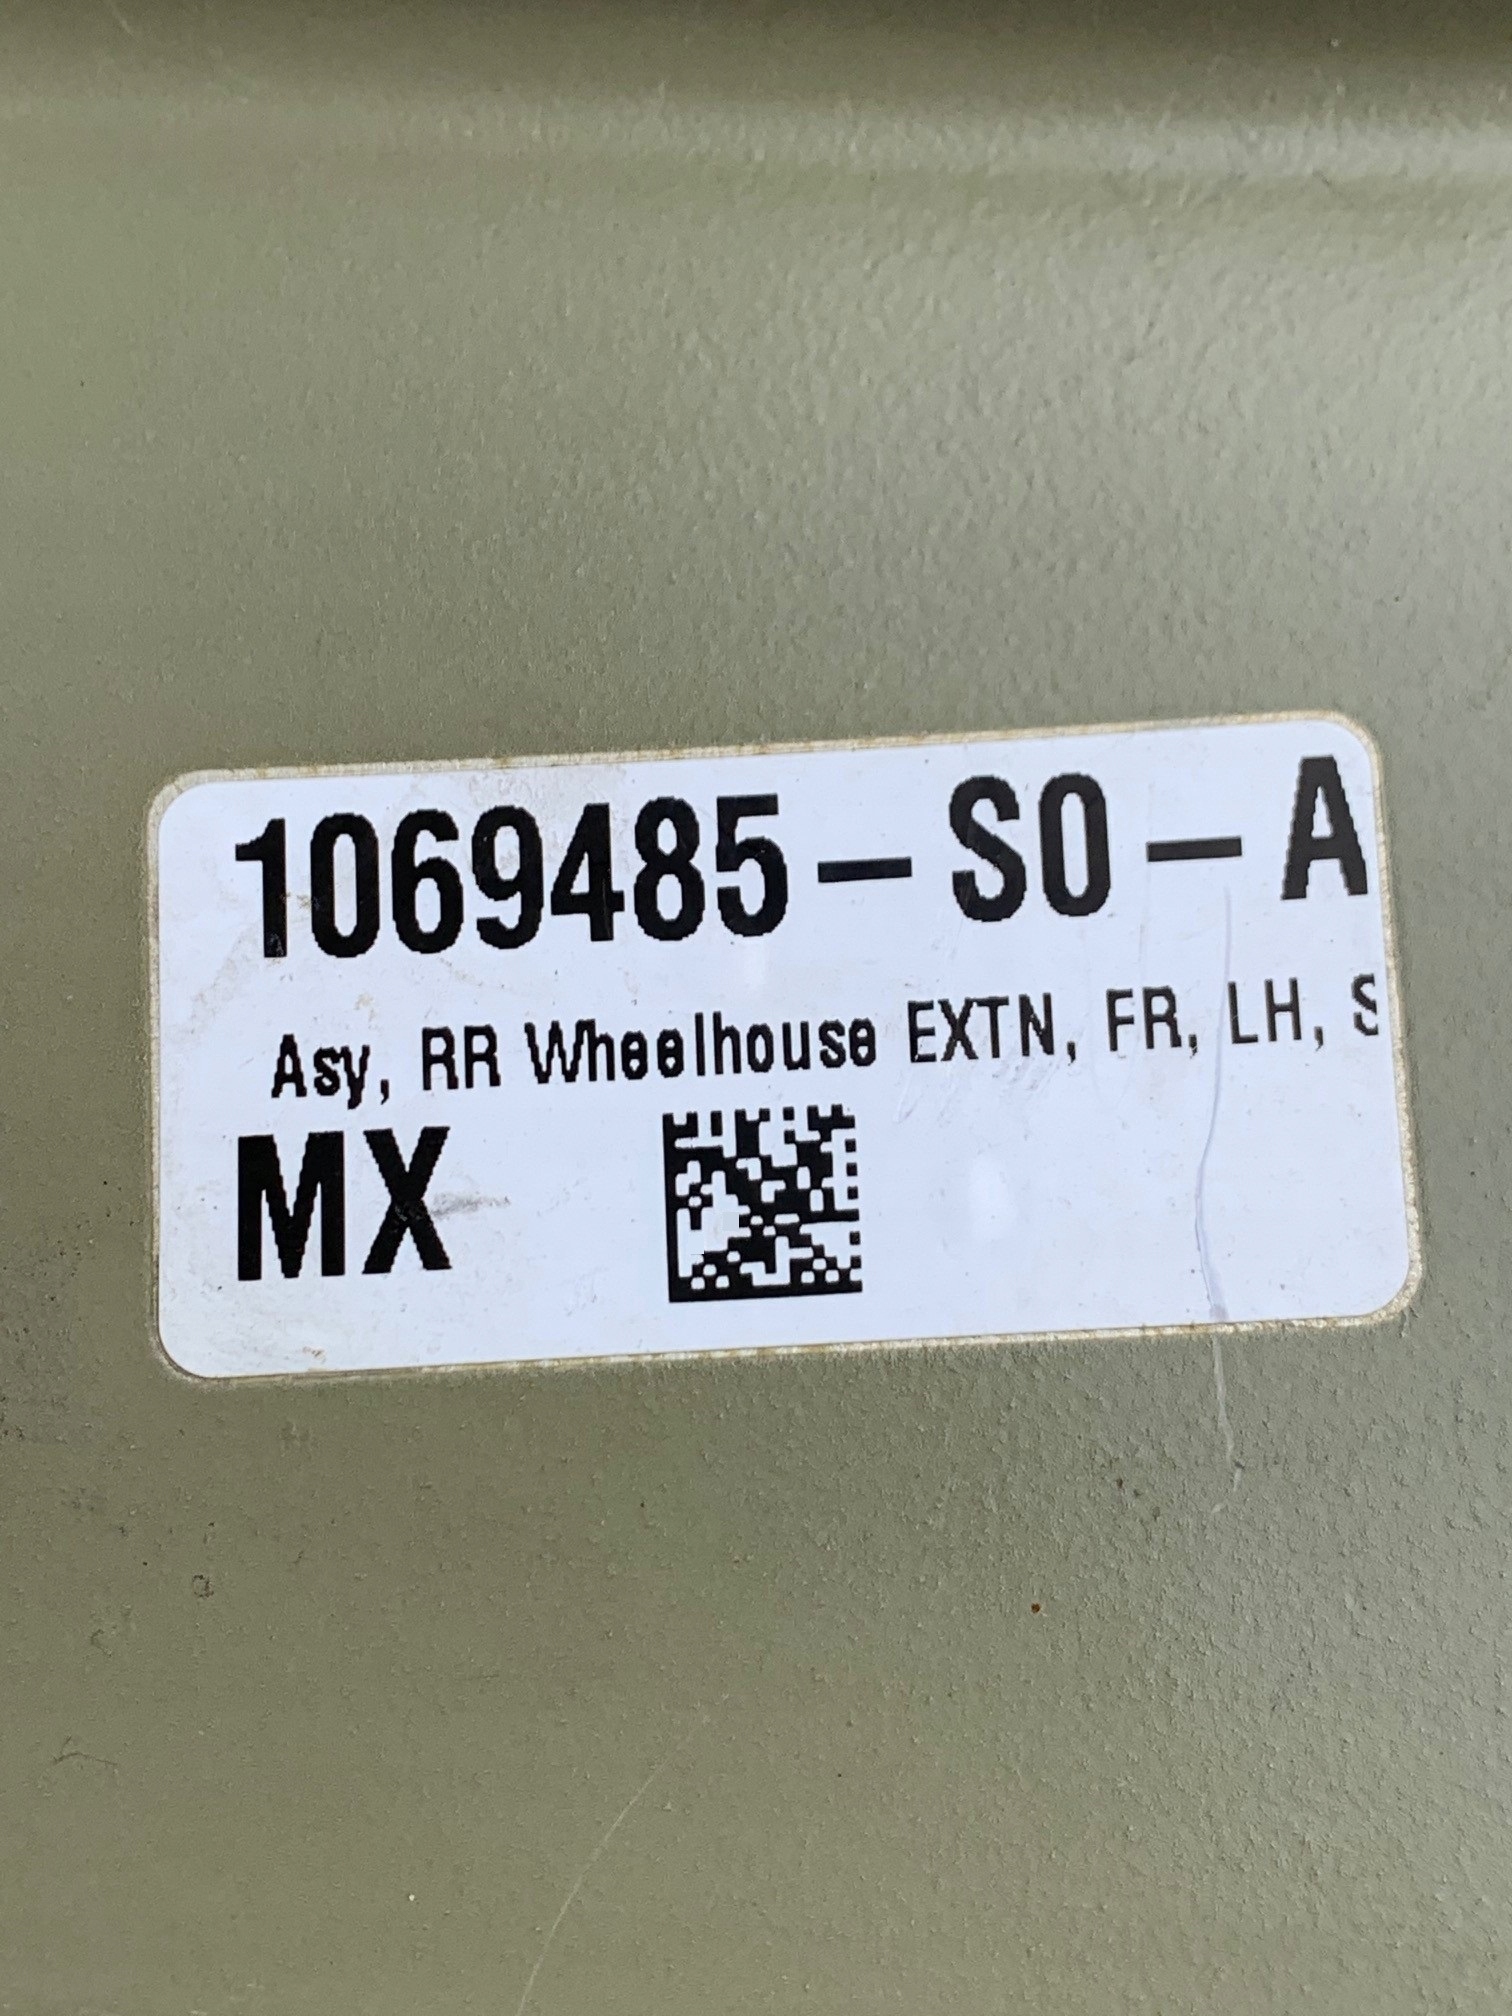 1069485-S0-A
Asy, RR Wheelhouse EXTN, FR, LH, S
MX